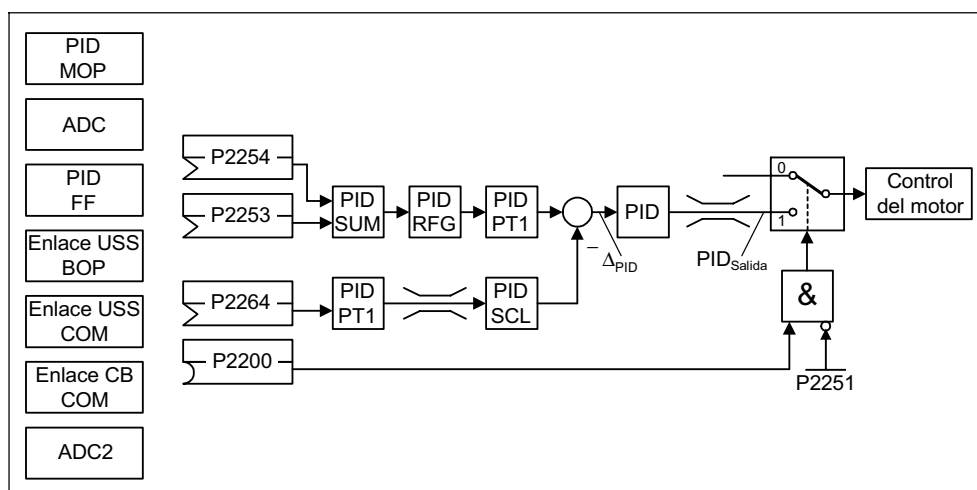 PID
MOP
ADC
PID
FF
Enlace USS
BOP
Enlace USS
COM
Enlace CB
COM
ADC2
P2254
P2253
P2264
P2200
PID
SUM
PID
RFG
PID
PT1
PID
PT1
PID
SCL
–
ΔPID
PID
PIDSalida
0
1
Control
del motor
&
P2251